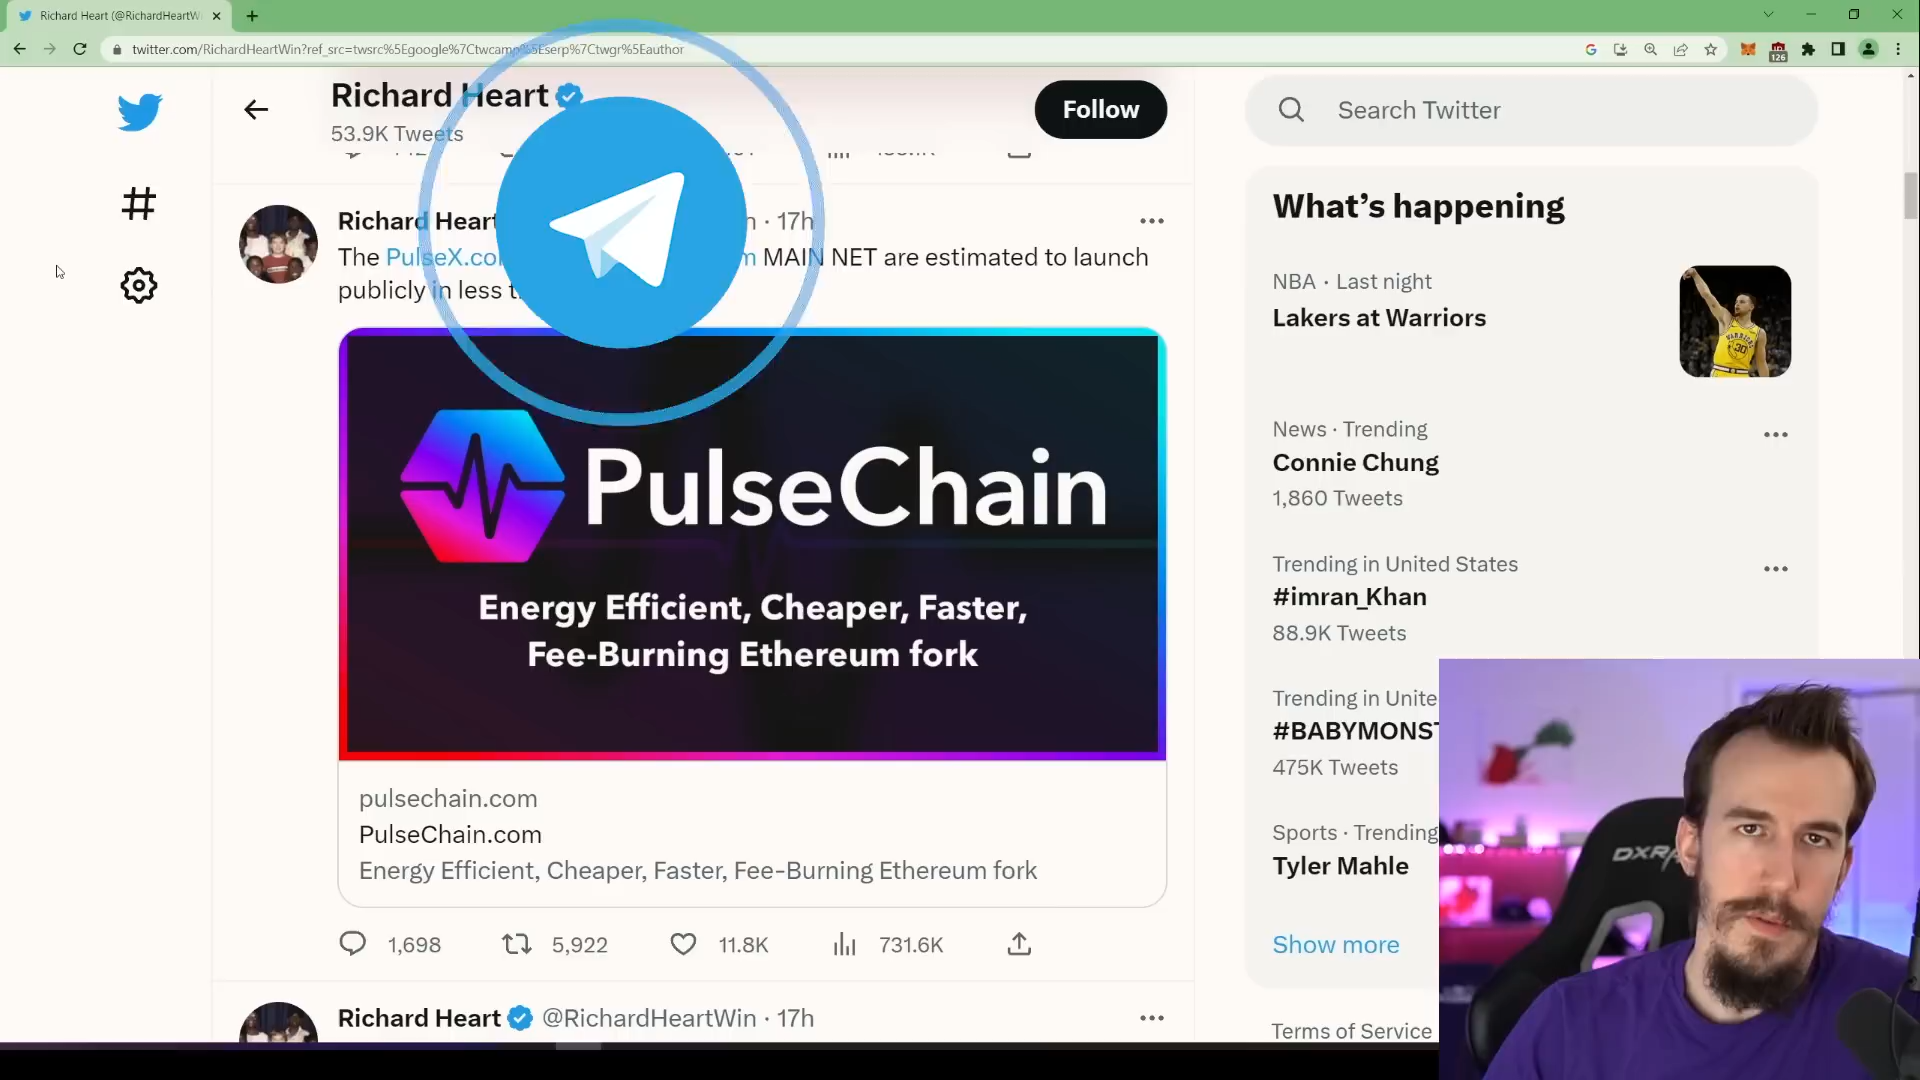 Richard Heart (@RichardHeartWi
twitter.com/RichardHeartWin?ref_src=twsrc%5Egoogle%7Ctwcamp%5Eserp%7Ctwgr%5Eauthor
126
Richard Heart
53.9K Tweets
Follow
Search Twitter
Richard Heart
· 17h
The PulseX.co
MAIN NET are estimated to launch
publicly in less t
PulseChain
Energy Efficient, Cheaper, Faster,
Fee-Burning Ethereum fork
pulsechain.com
PulseChain.com
Energy Efficient, Cheaper, Faster, Fee-Burning Ethereum fork
1,698
5,922
11.8K
731.6K
Richard Heart @RichardHeartWin · 17h
What's happening
NBA · Last night
Lakers at Warriors
WARRIORS
30
News · Trending
Connie Chung
1,860 Tweets
Trending in United States
#imran_Khan
88.9K Tweets
Trending in Unite
#BABYMONST
475K Tweets
Sports · Trending
Tyler Mahle
Show more
Terms of Service
DXRA